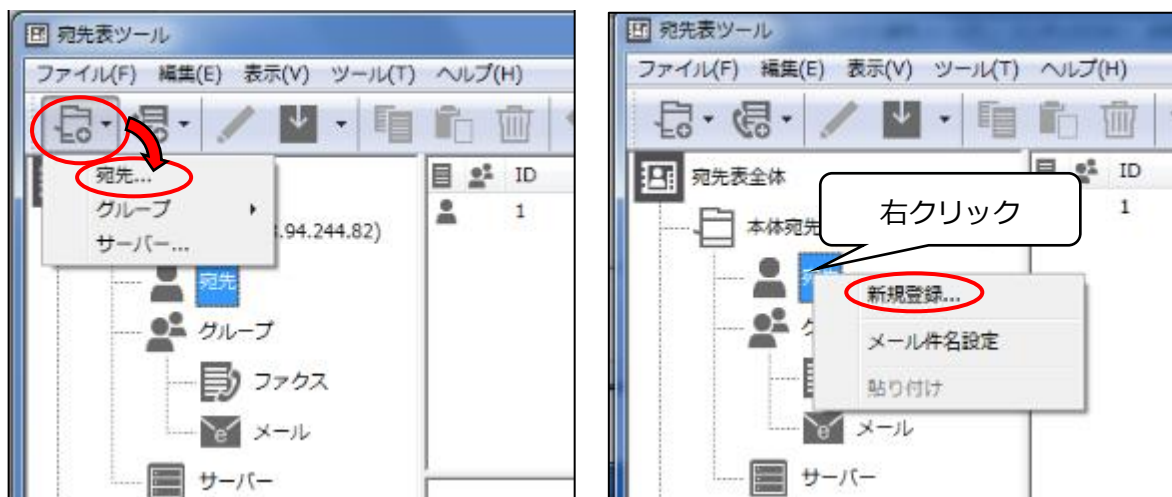 宛先表ツール
ファイル(F) 編集(E) 表示(V) ツール(T) ヘルプ(H)
宛先...
グループ
サーバー...
ID
1
.94.244.82)
宛先
グループ
ファクス
メール
サーバー
宛先表ツール
ファイル(F) 編集(E) 表示(V) ツール(T) ヘルプ(H)
宛先表全体
ID
1
本体宛先
右クリック
新規登録...
メール件名設定
貼り付け
メール
サーバー